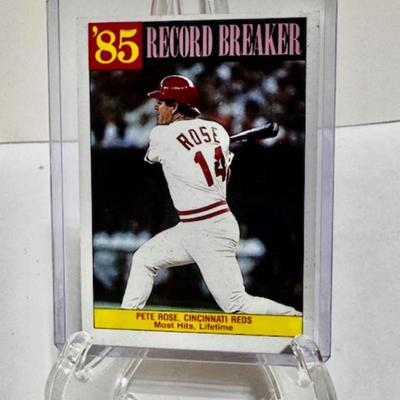 '85 RECORD BREAKER
ROSE
14
PETE ROSE, CINCINNATI REDS
Most Hits, Lifetime